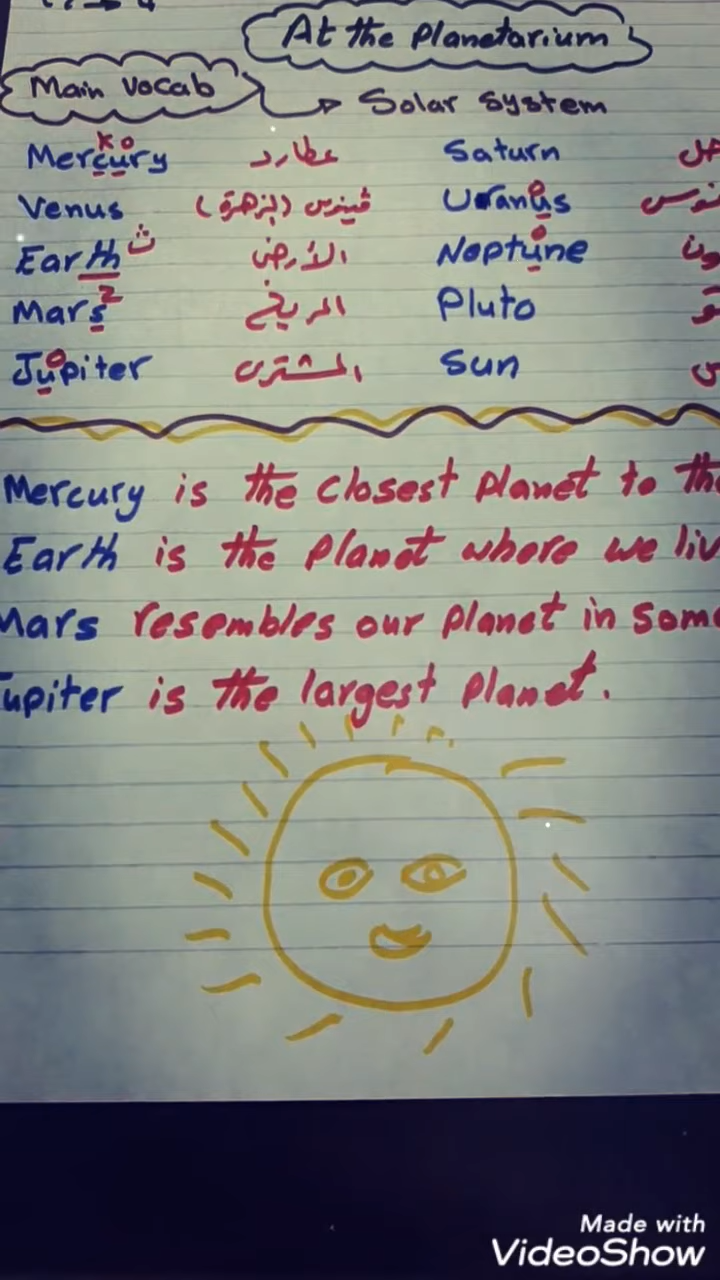 At the Planetarium
Main Vocab
Solar System
Mercury عطارد Saturn
Venus ڤينس (الزهرة) Uranus
Earth ث الأرض Neptune
Mars المريخ Pluto
Jupiter المشترى Sun
Mercury is the closest planet to the
Earth is the planet where we liv
Mars resembles our planet in some
Jupiter is the largest planet.
Made with
VideoShow